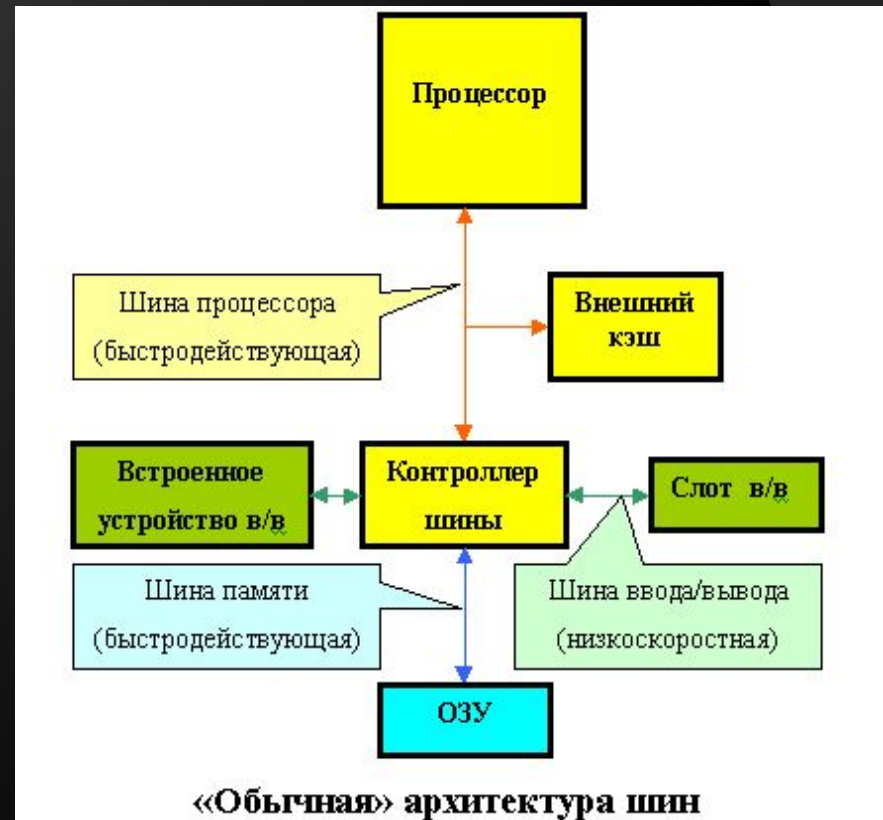 Процессор
Шина процессора
(быстродействующая)
Внешний
кэш
Встроенное
устройство в/в
Контроллер
шины
Слот в/в
Шина памяти
(быстродействующая)
Шина ввода/вывода
(низкоскоростная)
ОЗУ
«Обычная» архитектура шин